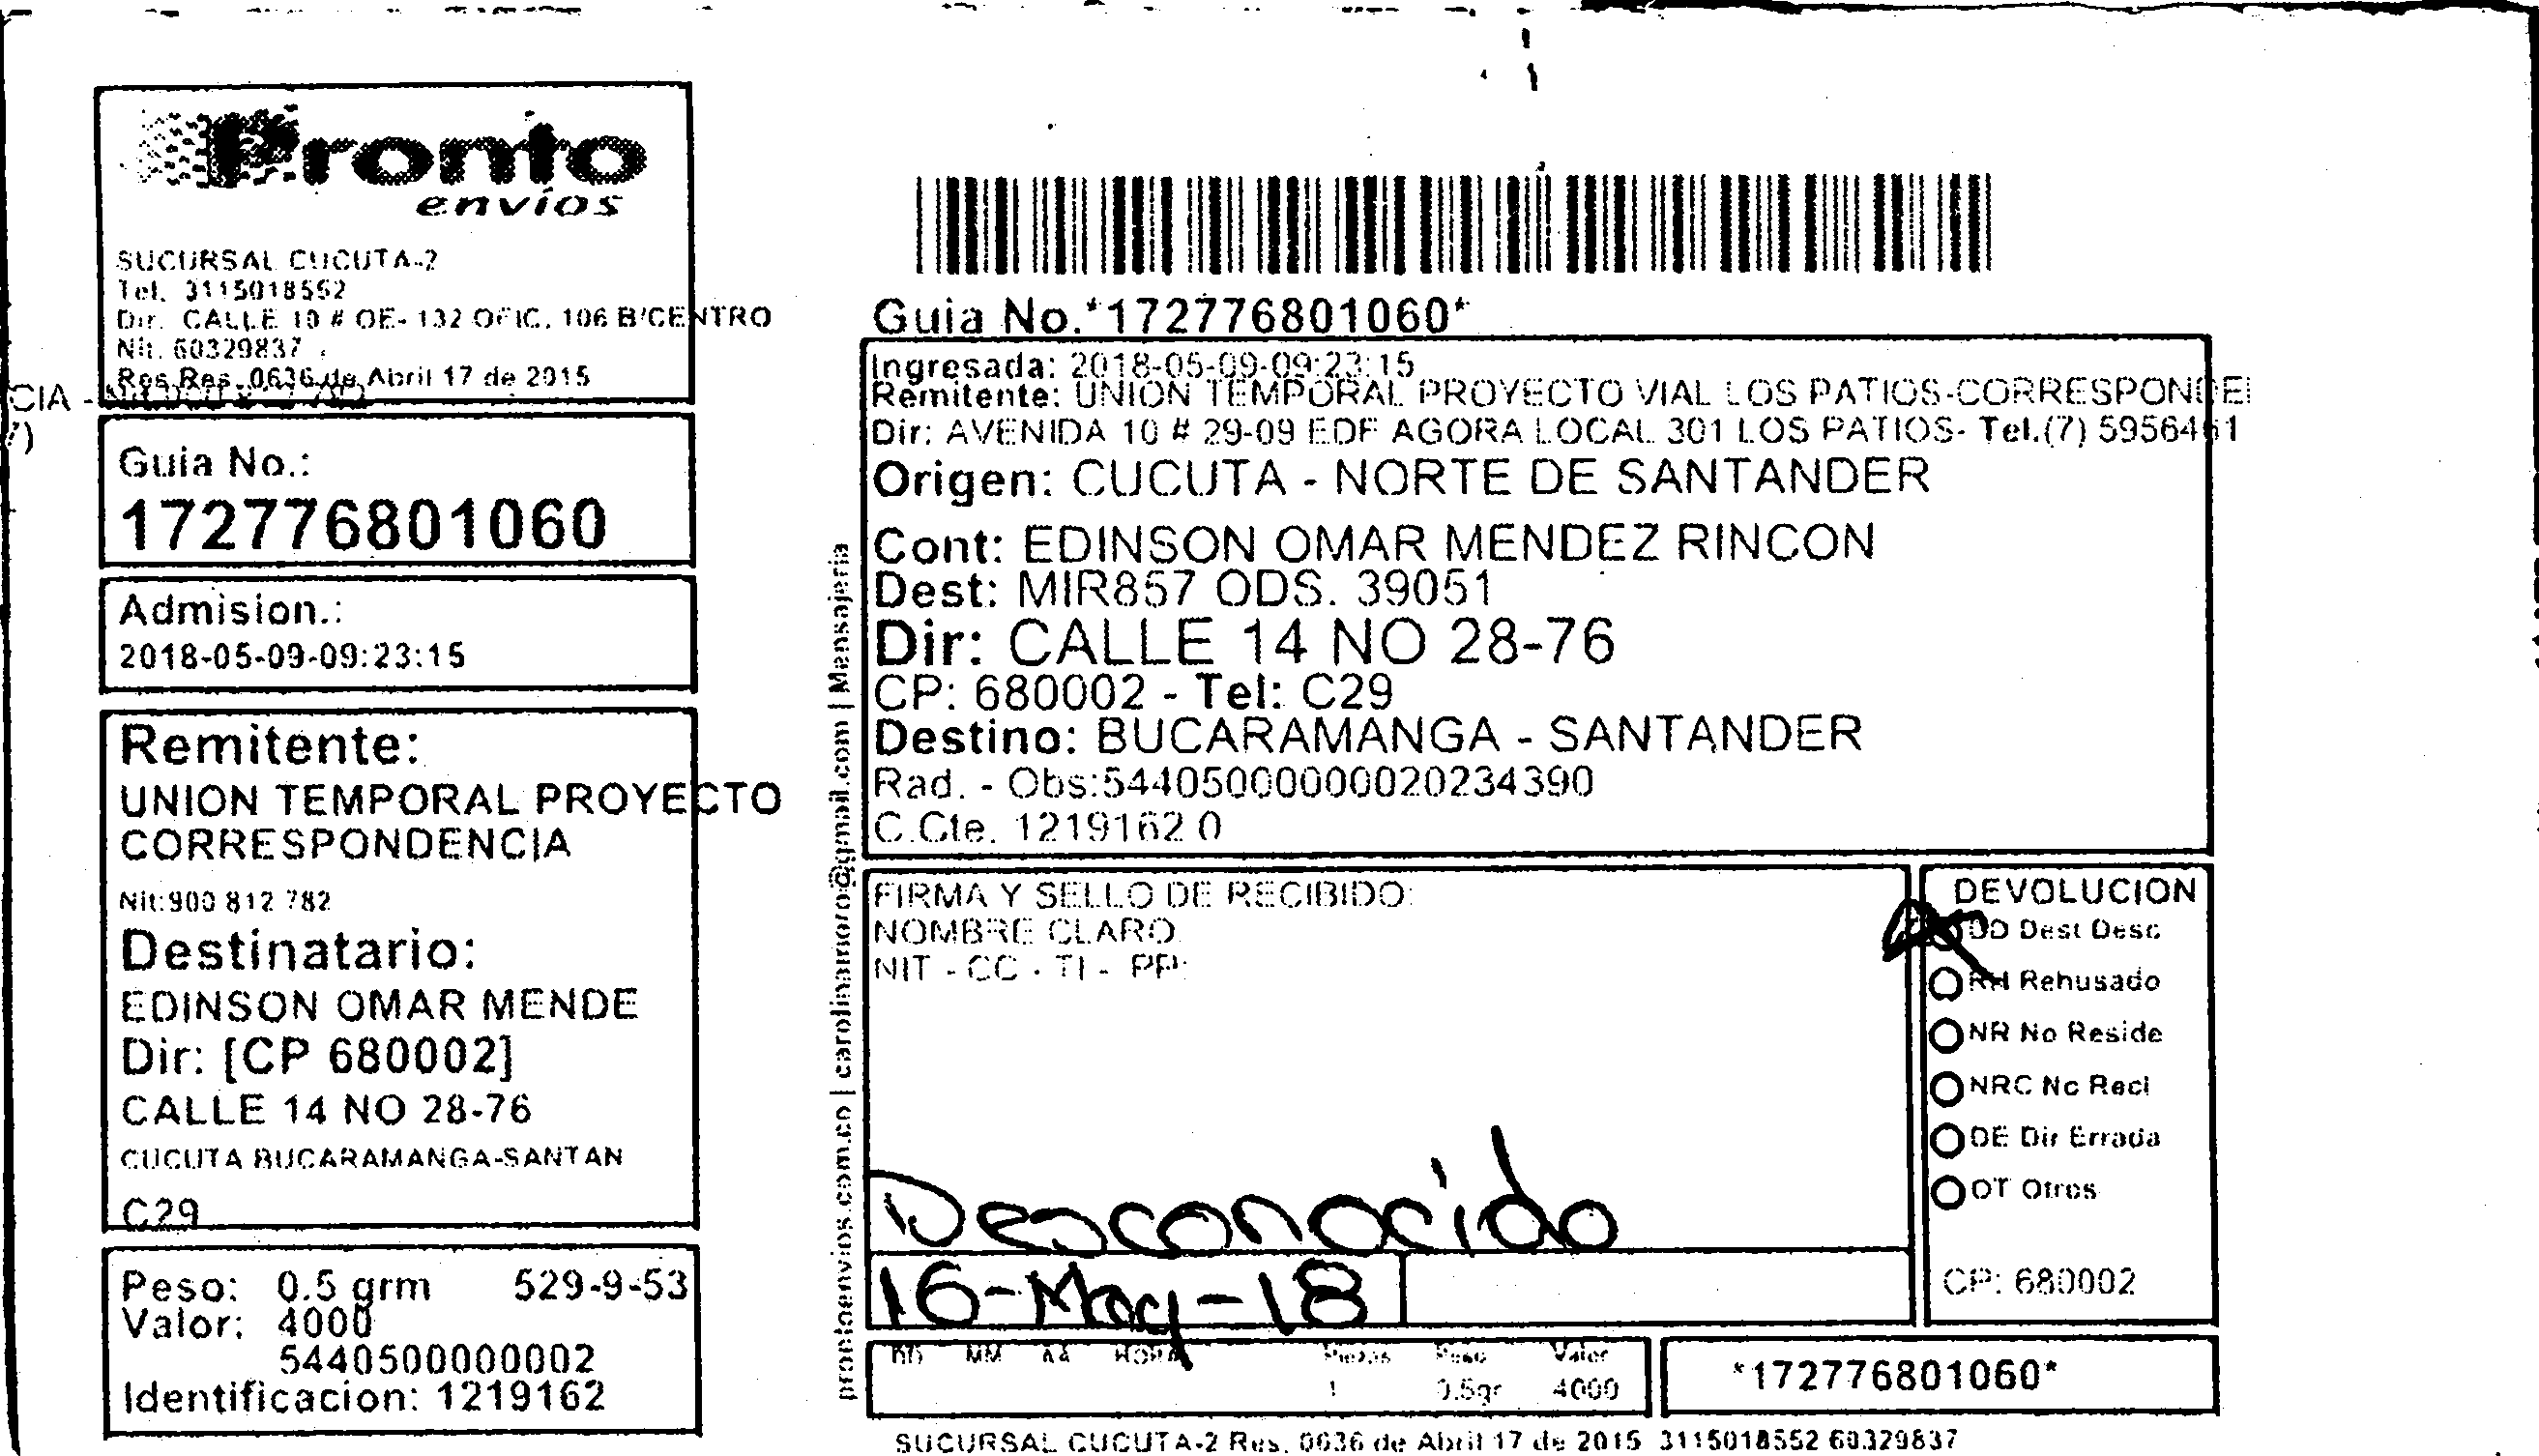 Pronto
envíos
SUCURSAL CUCUTA-2
Tel. 3115018552
Dir. CALLE 10 # OE- 132 OFIC. 106 B/CENTRO
Nit. 60329837
Res Res. 0636 de Abril 17 de 2015
CIA -
Guia No.:
172776801060
Admision.:
2018-05-09-09:23:15
Remitente:
UNION TEMPORAL PROYECTO
CORRESPONDENCIA
Nit:900 812 782
Destinatario:
EDINSON OMAR MENDE
Dir: [CP 680002]
CALLE 14 NO 28-76
CUCUTA BUCARAMANGA-SANTAN
C29
Peso: 0.5 grm 529-9-53
Valor: 4000
5440500000002
Identificacion: 1219162
prontoenvios.com.co | carolinamoro@gmail.com | Mensajeria
Guia No.*172776801060*
Ingresada: 2018-05-09-09:23:15
Remitente: UNION TEMPORAL PROYECTO VIAL LOS PATIOS-CORRESPONDE
Dir: AVENIDA 10 # 29-09 EDF AGORA LOCAL 301 LOS PATIOS- Tel.(7) 5956461
Origen: CUCUTA - NORTE DE SANTANDER
Cont: EDINSON OMAR MENDEZ RINCON
Dest: MIR857 ODS. 39051
Dir: CALLE 14 NO 28-76
CP: 680002 - Tel: C29
Destino: BUCARAMANGA - SANTANDER
Rad. - Obs:5440500000020234390
C.Cte. 1219162 0
FIRMA Y SELLO DE RECIBIDO:
NOMBRE CLARO
NIT - CC - TI - PP:
Desconocido
16-May-18
DEVOLUCION
DD Dest Desc
RH Rehusado
NR No Reside
NRC No Recl
DE Dir Errada
OT Otros
CP: 680002
DD MM AA HORA Piezas Peso Valor
1 0.5gr 4000
*172776801060*
SUCURSAL CUCUTA-2 Res. 0636 de Abril 17 de 2015 3115018552 60329837